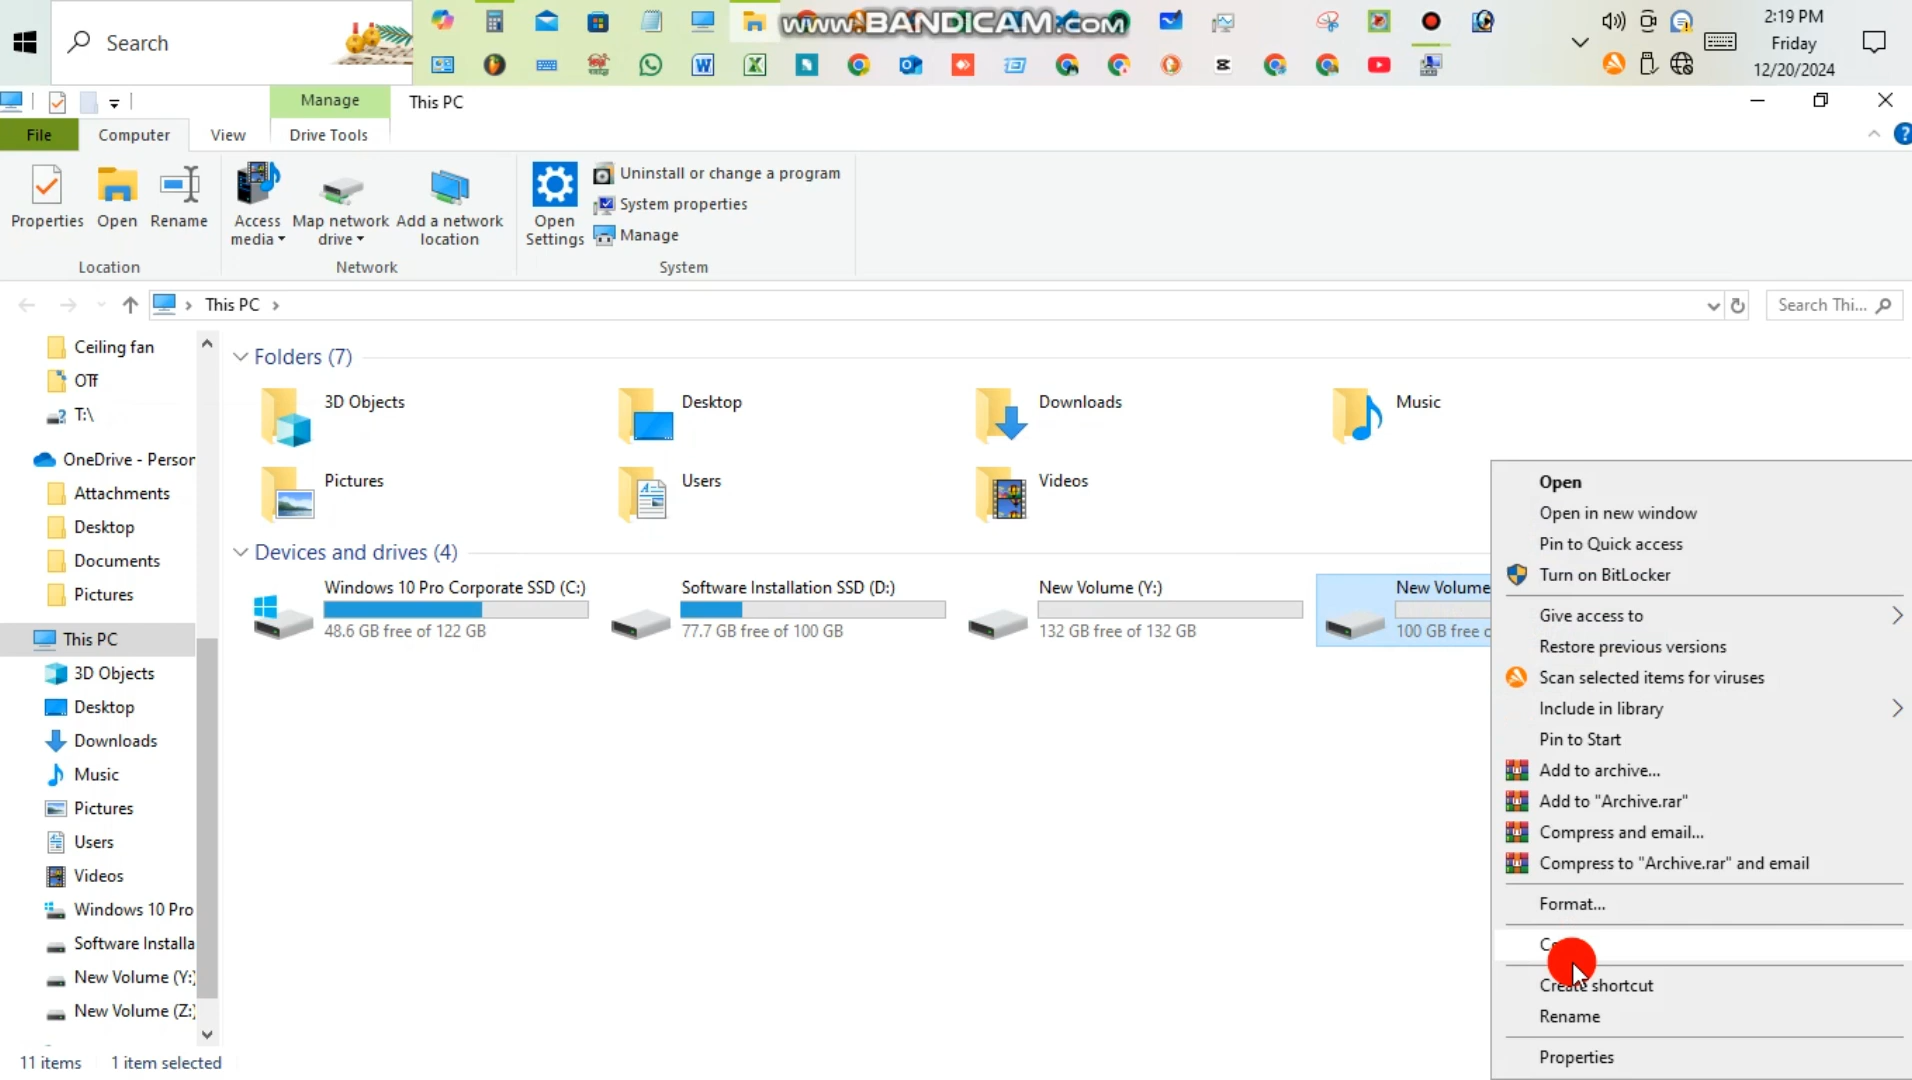 Search
www.BANDICAM.com
2:19 PM
Friday
12/20/2024
Manage
This PC
File
Computer
View
Drive Tools
Properties
Open
Rename
Access media
Map network drive
Add a network location
Open Settings
Uninstall or change a program
System properties
Manage
Location
Network
System
This PC
Search Thi...
Ceiling fan
OTf
T:\
OneDrive - Person
Attachments
Desktop
Documents
Pictures
This PC
3D Objects
Desktop
Downloads
Music
Pictures
Users
Videos
Windows 10 Pro
Software Installa
New Volume (Y:)
New Volume (Z:)
Folders (7)
3D Objects
Desktop
Downloads
Music
Pictures
Users
Videos
Devices and drives (4)
Windows 10 Pro Corporate SSD (C:)
48.6 GB free of 122 GB
Software Installation SSD (D:)
77.7 GB free of 100 GB
New Volume (Y:)
132 GB free of 132 GB
New Volume
100 GB free
Open
Open in new window
Pin to Quick access
Turn on BitLocker
Give access to
Restore previous versions
Scan selected items for viruses
Include in library
Pin to Start
Add to archive...
Add to "Archive.rar"
Compress and email...
Compress to "Archive.rar" and email
Format...
Create shortcut
Rename
Properties
11 items
1 item selected